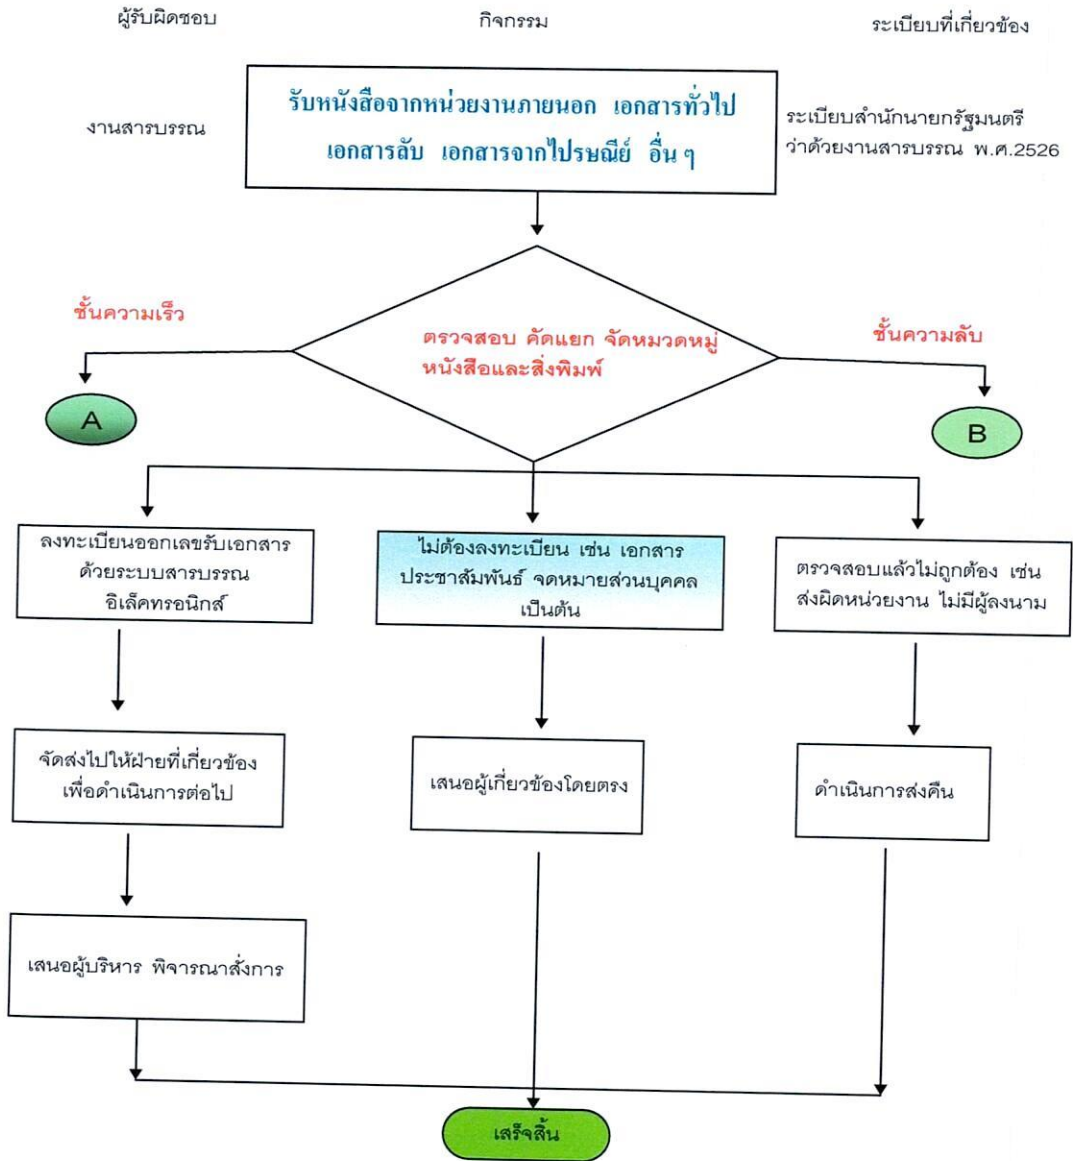 ผู้รับผิดชอบ
กิจกรรม
ระเบียบที่เกี่ยวข้อง
งานสารบรรณ
รับหนังสือจากหน่วยงานภายนอก เอกสารทั่วไป
เอกสารลับ เอกสารจากไปรษณีย์ อื่น ๆ
ระเบียบสำนักนายกรัฐมนตรี
ว่าด้วยงานสารบรรณ พ.ศ.2526
ชั้นความเร็ว
ตรวจสอบ คัดแยก จัดหมวดหมู่
หนังสือและสิ่งพิมพ์
ชั้นความลับ
A
B
ลงทะเบียนออกเลขรับเอกสาร
ด้วยระบบสารบรรณ
อิเล็คทรอนิกส์
ไม่ต้องลงทะเบียน เช่น เอกสาร
ประชาสัมพันธ์ จดหมายส่วนบุคคล
เป็นต้น
ตรวจสอบแล้วไม่ถูกต้อง เช่น
ส่งผิดหน่วยงาน ไม่มีผู้ลงนาม
จัดส่งไปให้ฝ่ายที่เกี่ยวข้อง
เพื่อดำเนินการต่อไป
เสนอผู้เกี่ยวข้องโดยตรง
ดำเนินการส่งคืน
เสนอผู้บริหาร พิจารณาสั่งการ
เสร็จสิ้น